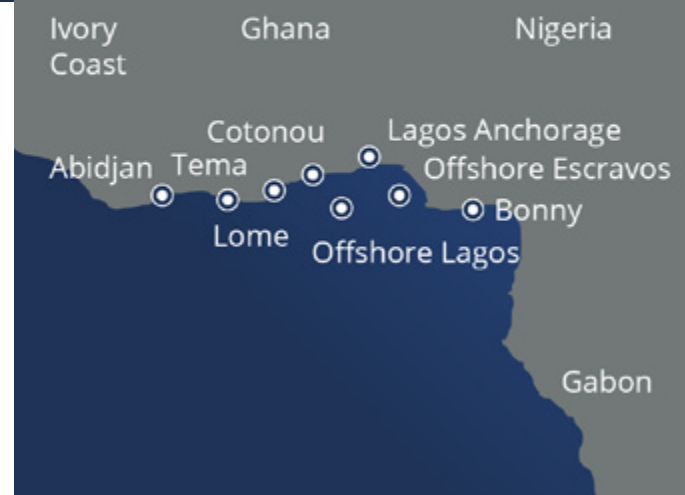 Ivory
Coast
Ghana
Nigeria
Cotonou
Lagos Anchorage
Abidjan
Tema
Offshore Escravos
Lome
Bonny
Offshore Lagos
Gabon